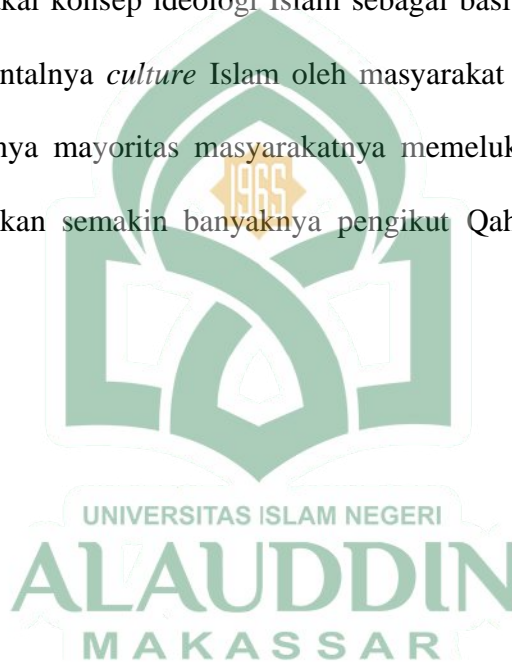 konsep ideologi Islam sebagai basi
ntalnya culture Islam oleh masyarakat
nya mayoritas masyarakatnya memeluk
kan semakin banyaknya pengikut Qah
1965
UNIVERSITAS ISLAM NEGERI
ALAUDDIN
MAKASSAR